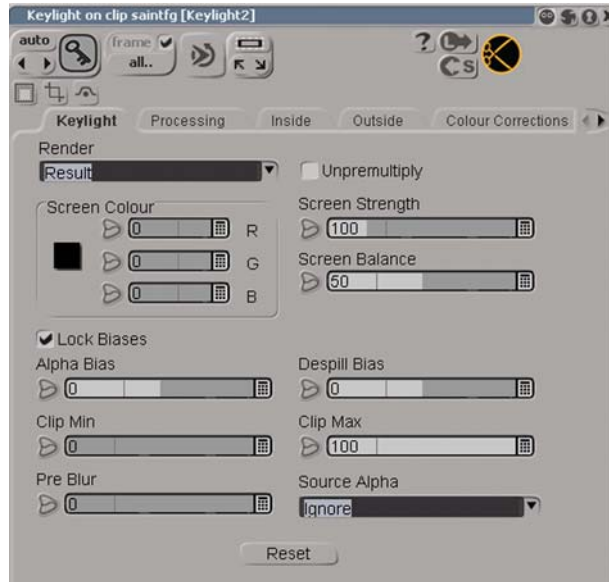 Keylight on clip saintfg [Keylight2]
auto
frame
all..
?
C s
Keylight Processing Inside Outside Colour Corrections
Render
Result
Unpremultiply
Screen Colour
0 R
0 G
0 B
Screen Strength
100
Screen Balance
50
Lock Biases
Alpha Bias
0
Despill Bias
0
Clip Min
0
Clip Max
100
Pre Blur
0
Source Alpha
Ignore
Reset